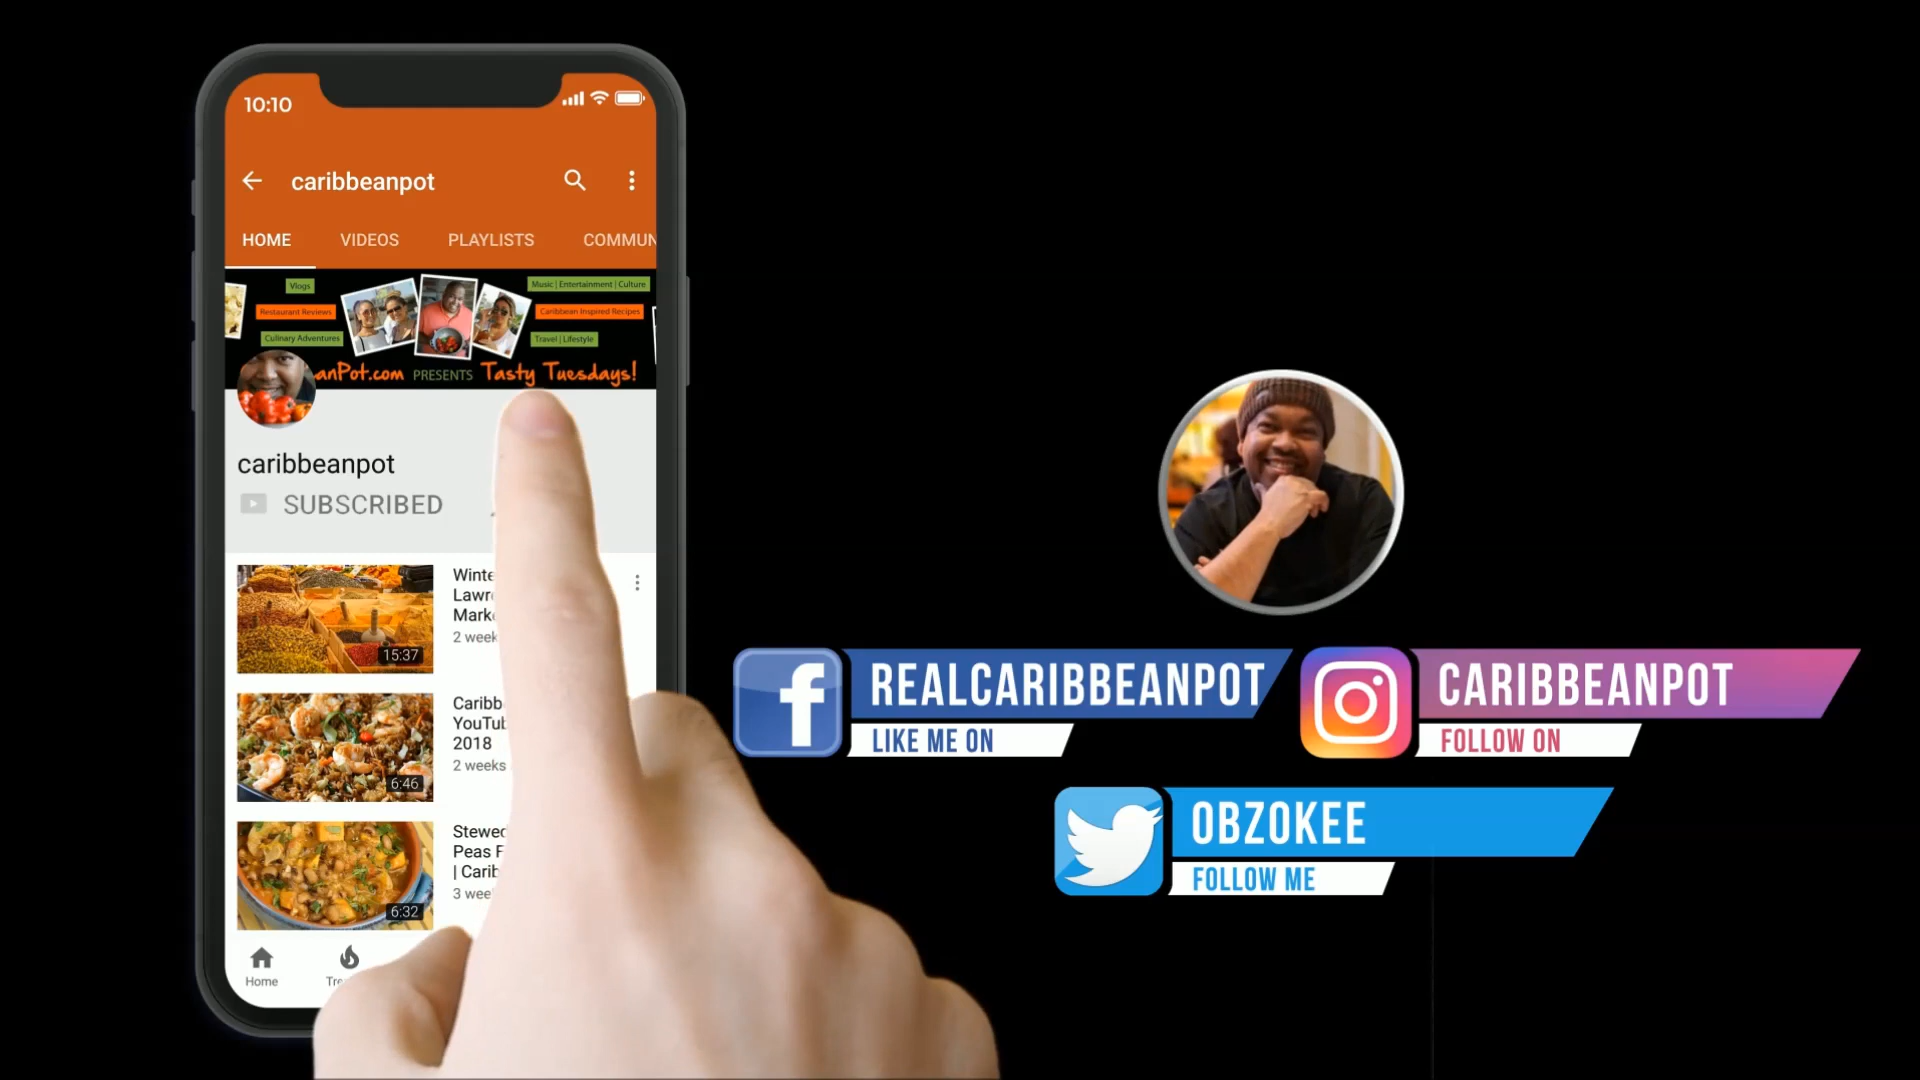 10:10
caribbeanpot
HOME VIDEOS PLAYLISTS COMMUN
Vlogs
Restaurant Reviews
Culinary Adventures
Music | Entertainment | Culture
Caribbean Inspired Recipes
Travel | Lifestyle
anPot.com PRESENTS Tasty Tuesdays!
caribbeanpot
SUBSCRIBED
Winte
Lawr
Mark
2 week
15:37
Caribb
YouTub
2018
2 weeks
6:46
Stewed
Peas F
| Carib
3 wee
6:32
Home
Tre
f REALCARIBBEANPOT
LIKE ME ON
CARIBBEANPOT
FOLLOW ON
OBZOKEE
FOLLOW ME